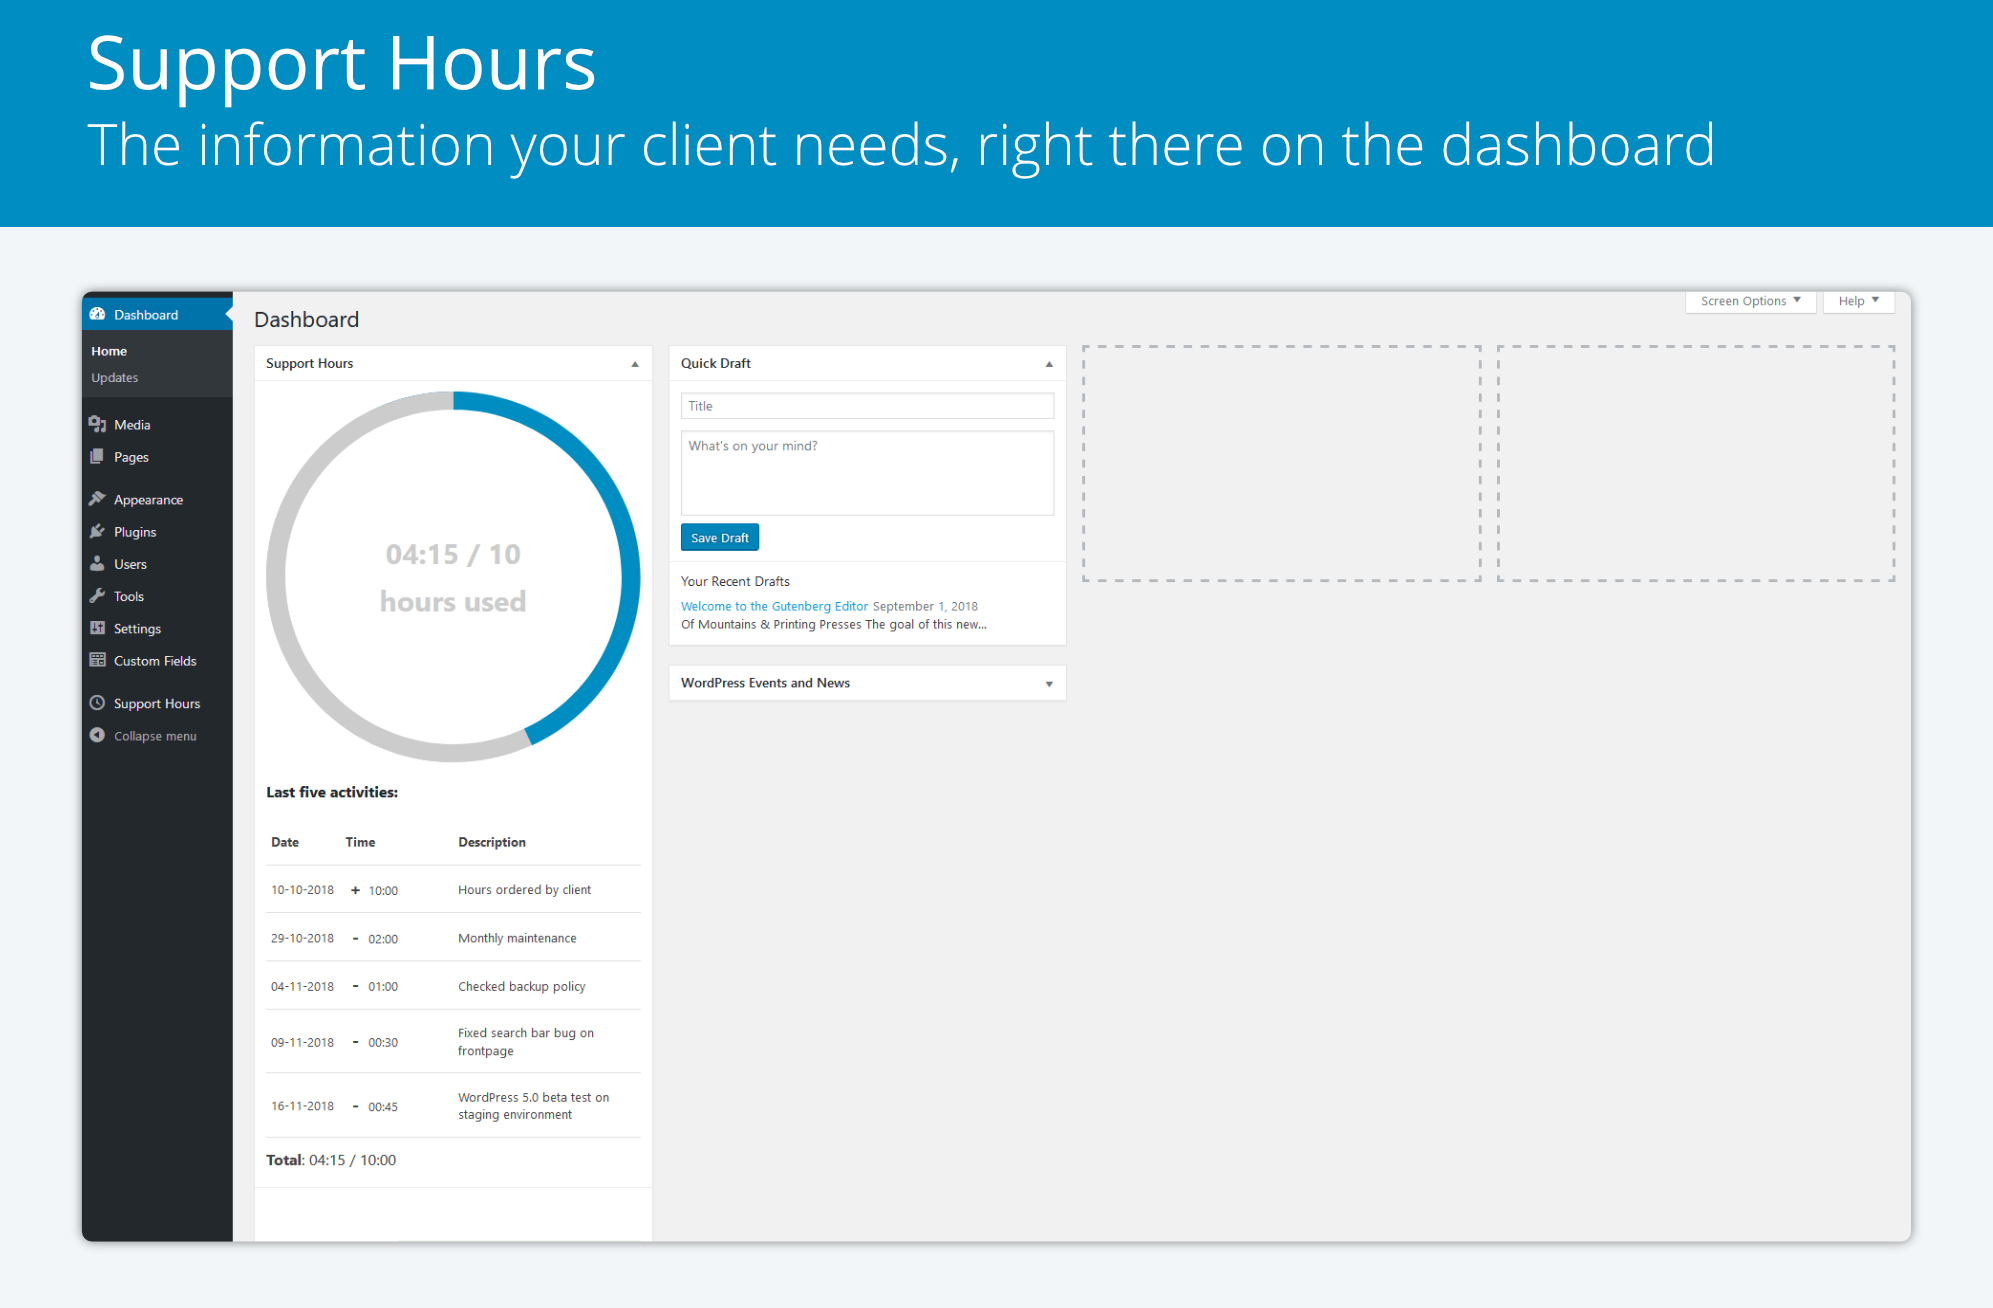 Support Hours
The information your client needs, right there on the dashboard
Dashboard
Home
Updates
Media
Pages
Appearance
Plugins
Users
Tools
Settings
Custom Fields
Support Hours
Collapse menu
Screen Options
Help
Dashboard
Support Hours
04:15 / 10
hours used
Last five activities:
Date Time Description
10-10-2018 + 10:00 Hours ordered by client
29-10-2018 - 02:00 Monthly maintenance
04-11-2018 - 01:00 Checked backup policy
09-11-2018 - 00:30 Fixed search bar bug on
frontpage
16-11-2018 - 00:45 WordPress 5.0 beta test on
staging environment
Total: 04:15 / 10:00
Quick Draft
Title
What's on your mind?
Save Draft
Your Recent Drafts
Welcome to the Gutenberg Editor September 1, 2018
Of Mountains & Printing Presses The goal of this new...
WordPress Events and News